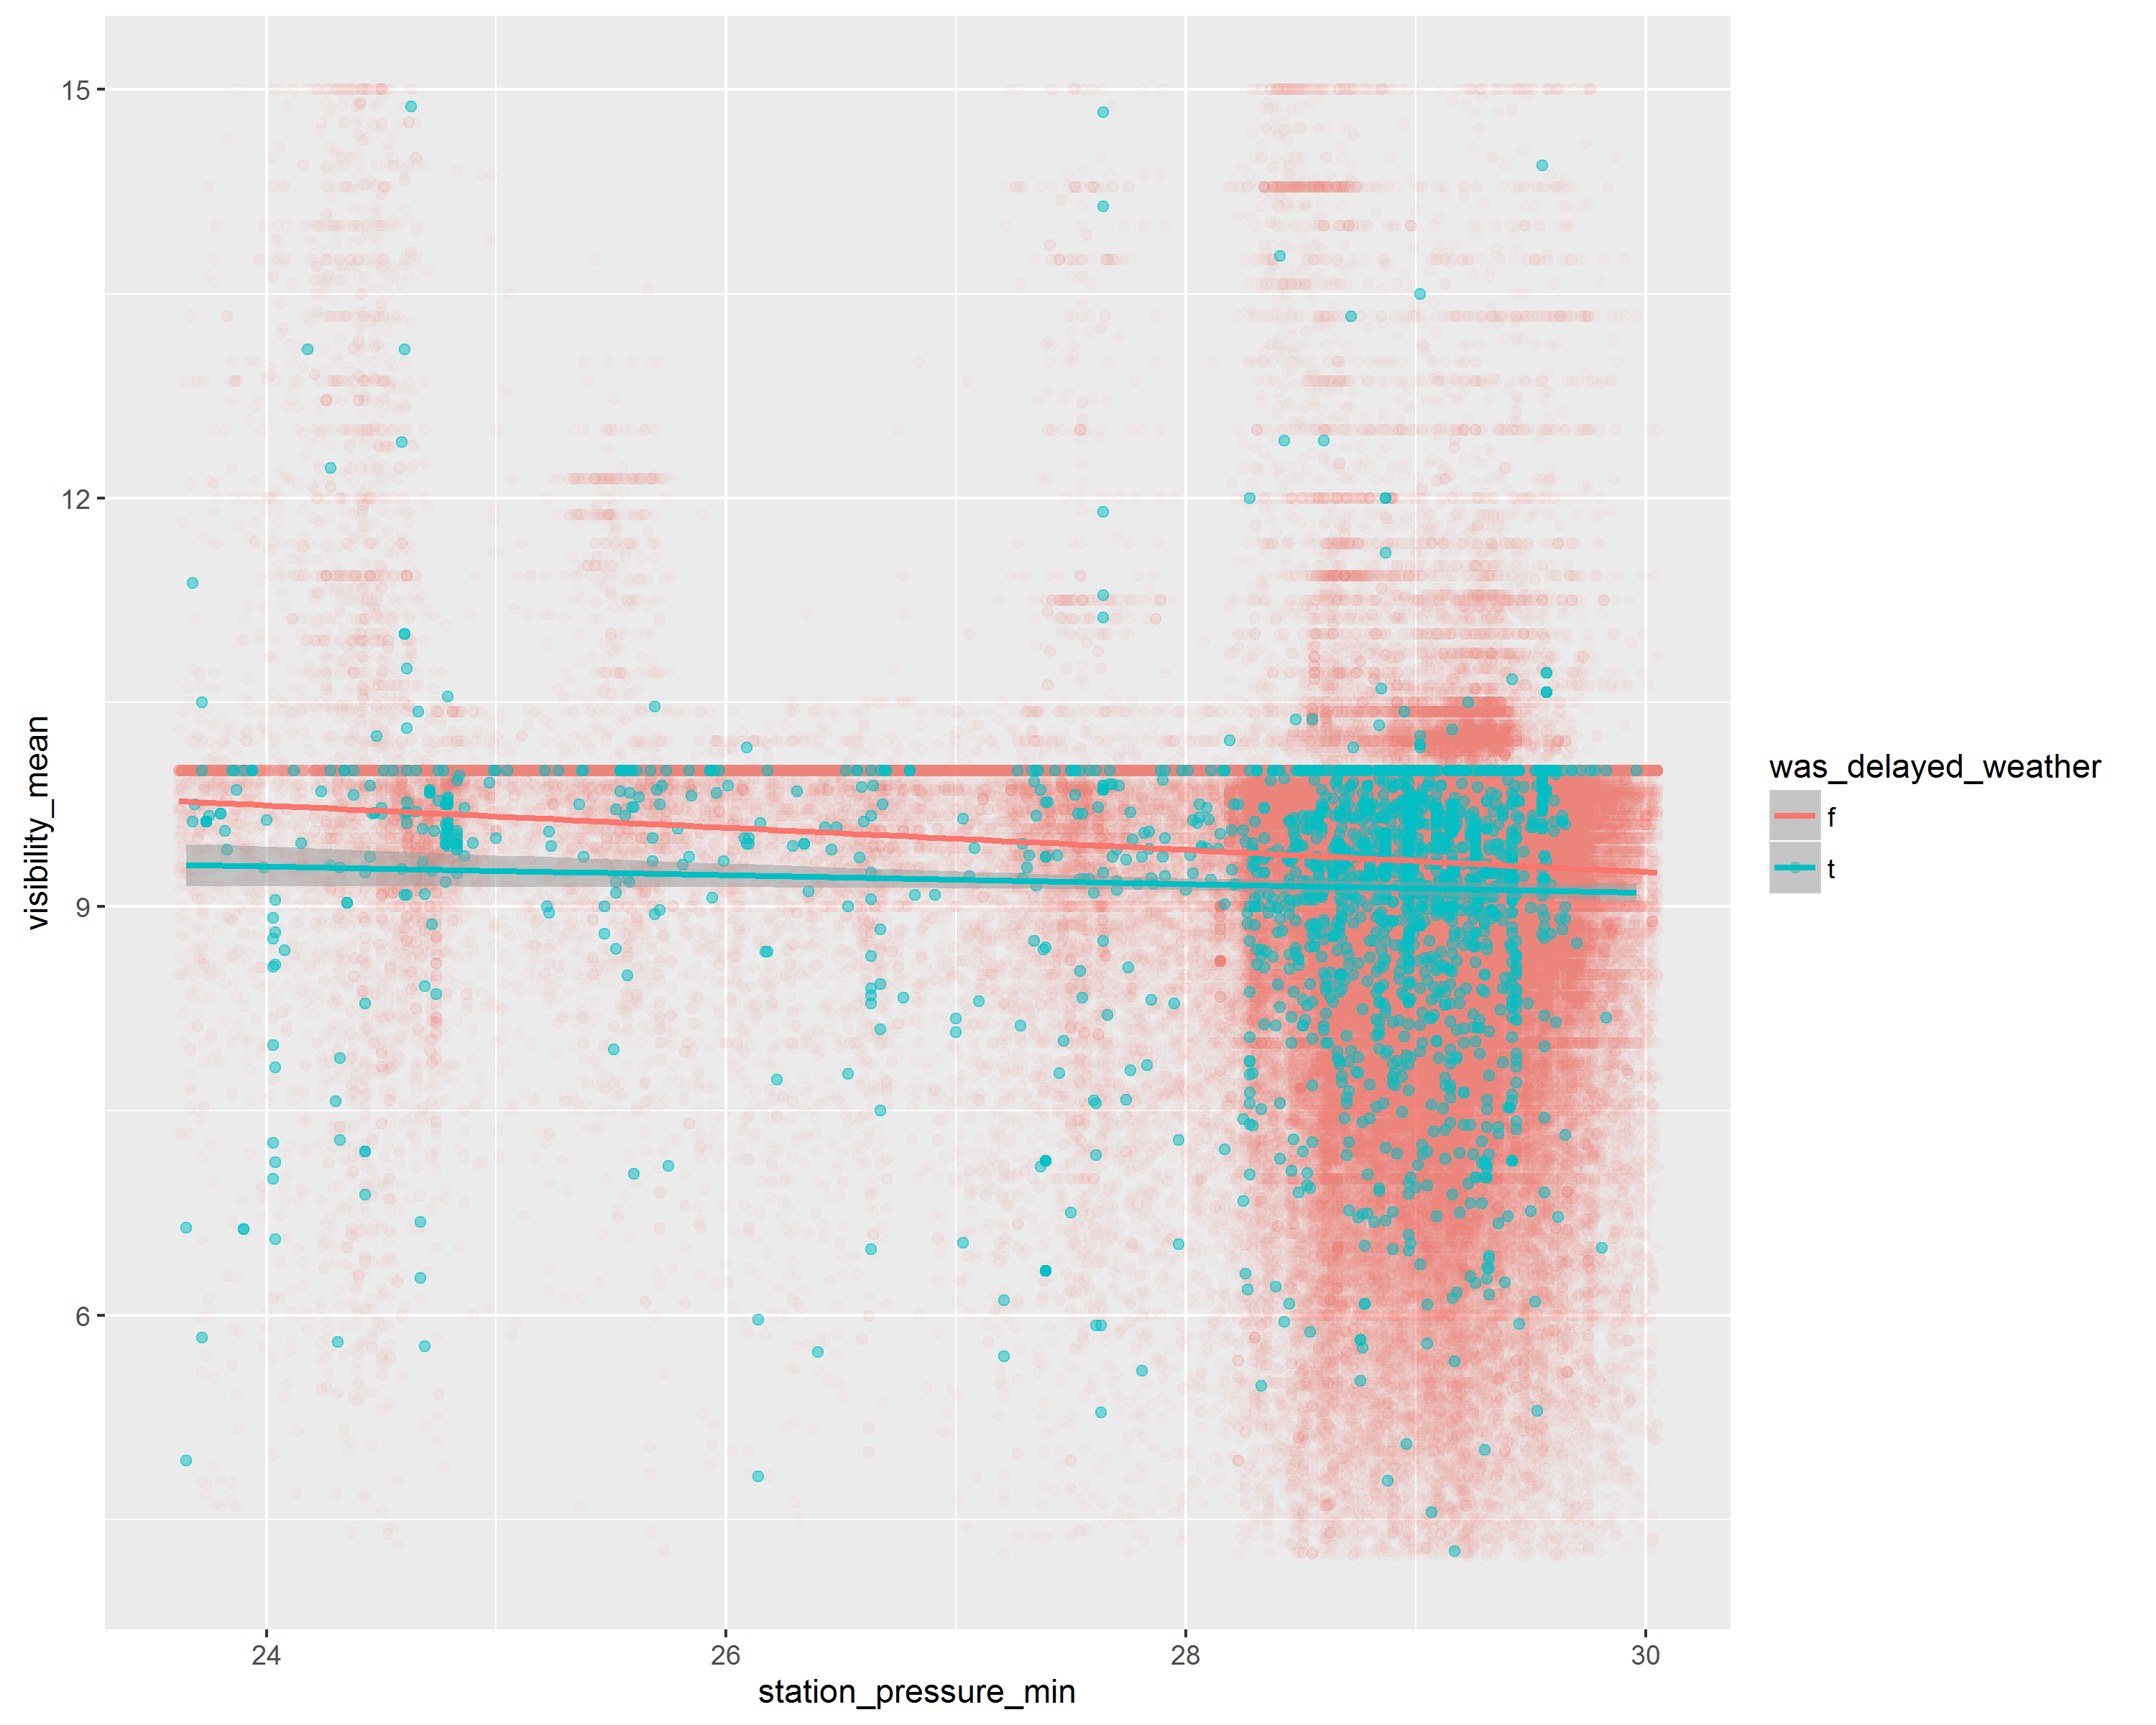 15
12
9
6
visibility_mean
24 26 28 30
station_pressure_min
was_delayed_weather
f
t